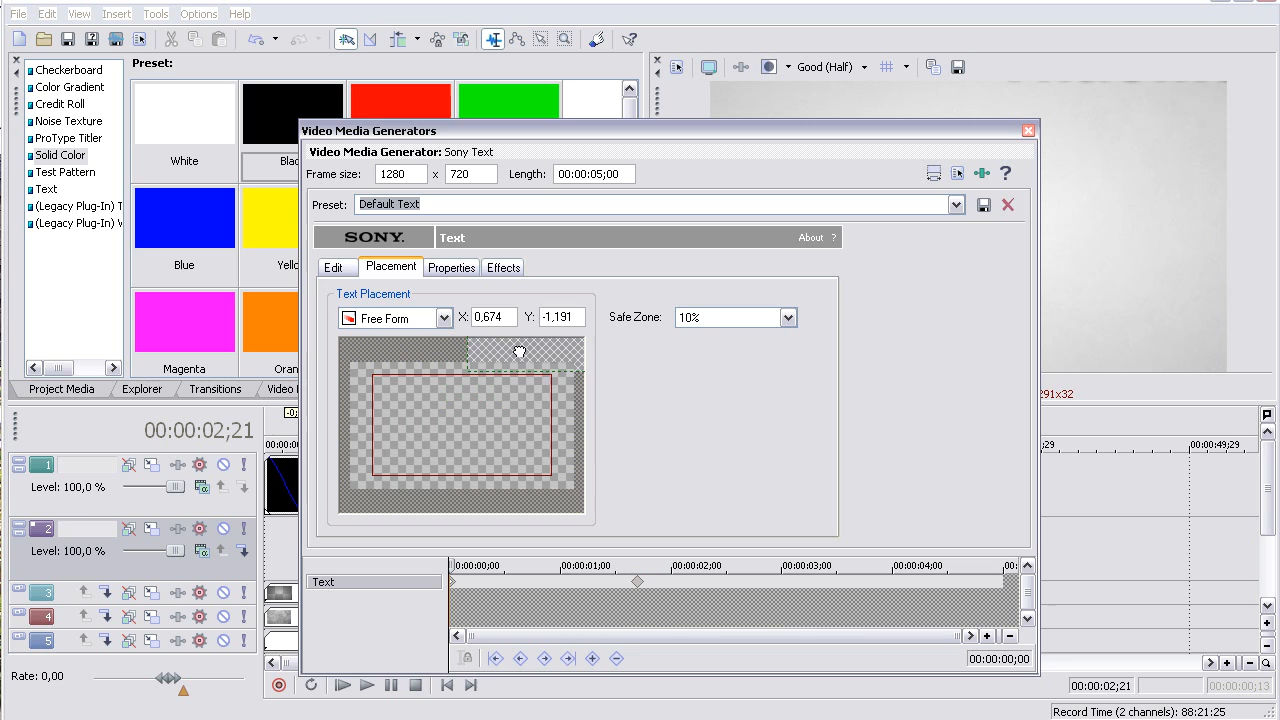 File Edit View Insert Tools Options Help
Preset:
Good (Half)
Checkerboard
Color Gradient
Credit Roll
Noise Texture
ProType Titler
Solid Color
Test Pattern
Text
(Legacy Plug-In)
(Legacy Plug-In)
White
Blue
Magenta
Video Media Generators
Video Media Generator: Sony Text
Frame size: 1280 x 720 Length: 00:00:05;00
Preset: Default Text
SONY. Text About ?
Edit Placement Properties Effects
Text Placement
Free Form X: 0,674 Y: -1,191 Safe Zone: 10%
Project Media Explorer Transitions Video
291x32
00:00:02;21
00:00:49;29
1
Level: 100,0 %
2
Level: 100,0 %
3
4
5
Rate: 0,00
0:00:00;00 00:00:01;00 00:00:02;00 00:00:03;00 00:00:04;00
Text
00:00:00;00
00:00:02;21 00:00:00;13
Record Time (2 channels): 88:21:25